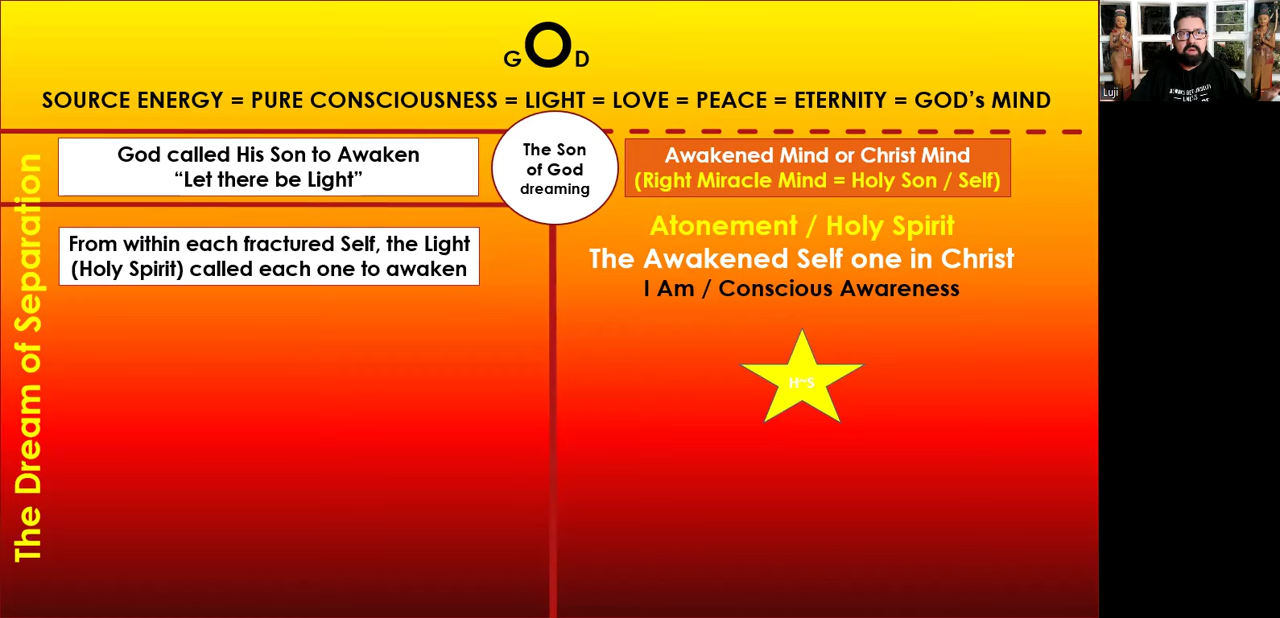 GOD
SOURCE ENERGY = PURE CONSCIOUSNESS = LIGHT = LOVE = PEACE = ETERNITY = GOD's MIND
God called His Son to Awaken
“Let there be Light”
The Son
of God
dreaming
Awakened Mind or Christ Mind
(Right Miracle Mind = Holy Son / Self)
The Dream of Separation
From within each fractured Self, the Light
(Holy Spirit) called each one to awaken
Atonement / Holy Spirit
The Awakened Self one in Christ
I Am / Conscious Awareness
H~S
Luji